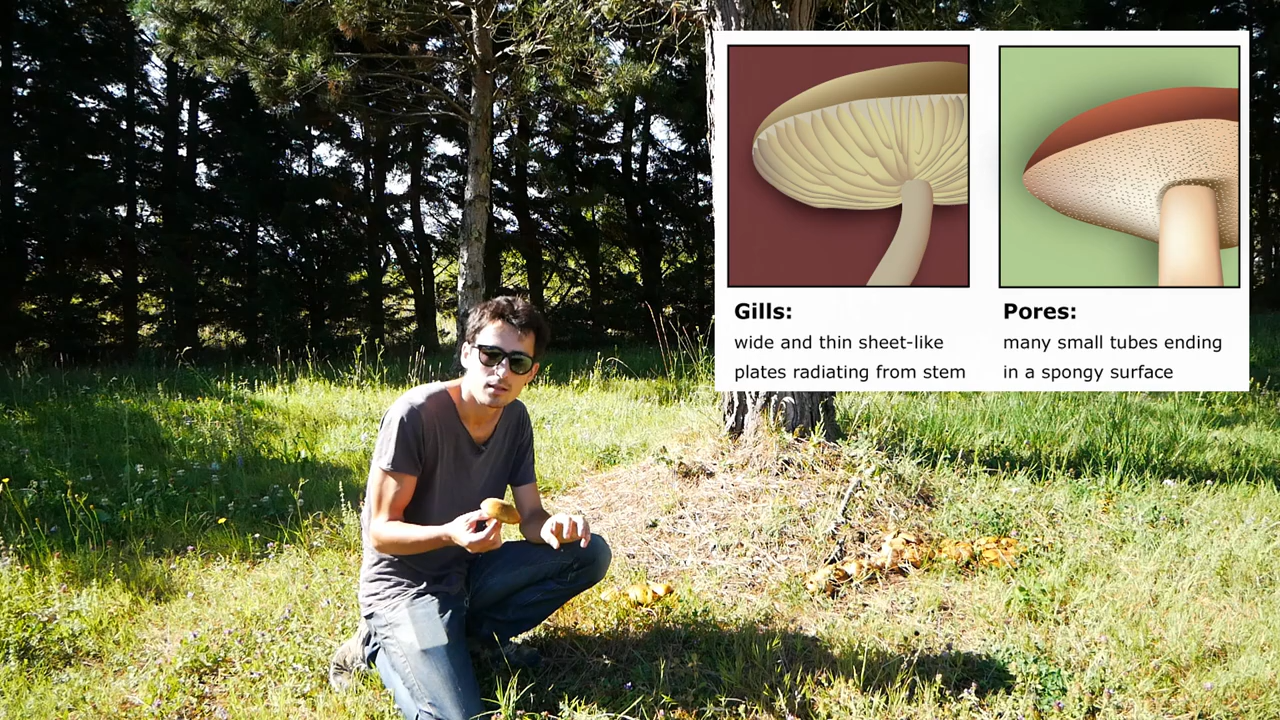 Gills:
wide and thin sheet-like
plates radiating from stem
Pores:
many small tubes ending
in a spongy surface